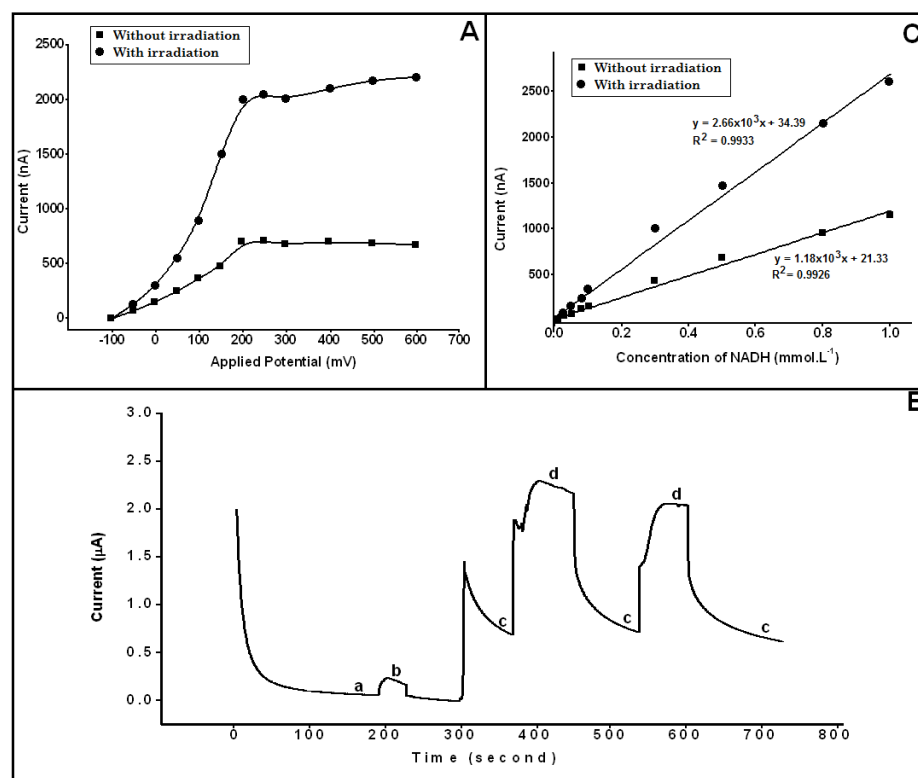 A
Without irradiation
With irradiation
2500
2000
1500
1000
500
0
Current (nA)
-100 0 100 200 300 400 500 600 700
Applied Potential (mV)
C
Without irradiation
With irradiation
2500
2000
1500
1000
500
Current (nA)
y = 2.66x10³x + 34.39
R² = 0.9933
y = 1.18x10³x + 21.33
R² = 0.9926
0.0 0.2 0.4 0.6 0.8 1.0
Concentration of NADH (mmol.L⁻¹)
3.0
2.5
2.0
1.5
1.0
0.5
0.0
Current (µA)
a b c d c d c
0 100 200 300 400 500 600 700 800
Time (second)